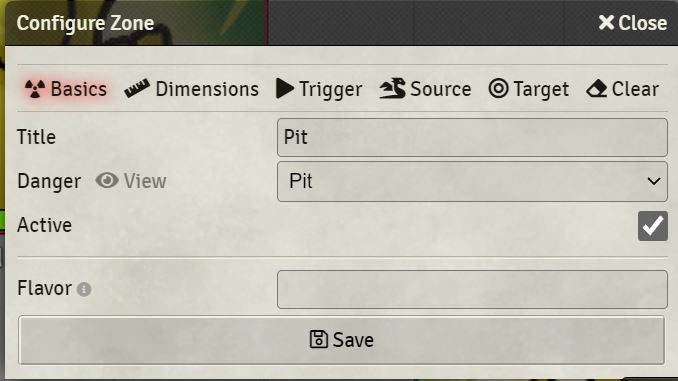 Configure Zone Close
Basics Dimensions Trigger Source Target Clear
Title Pit
Danger View Pit
Active
Flavor
Save